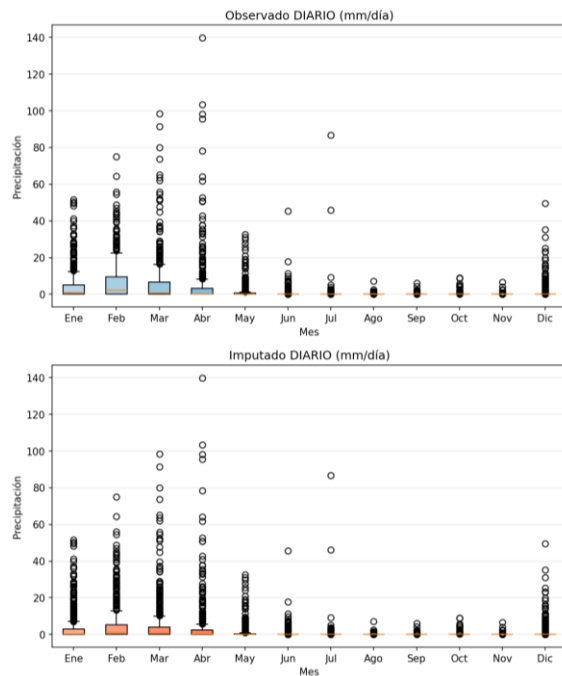 Observado DIARIO (mm/día)
140
120
100
80
60
40
20
0
Precipitación
Ene Feb Mar Abr May Jun Jul Ago Sep Oct Nov Dic
Mes
Imputado DIARIO (mm/día)
140
120
100
80
60
40
20
0
Precipitación
Ene Feb Mar Abr May Jun Jul Ago Sep Oct Nov Dic
Mes